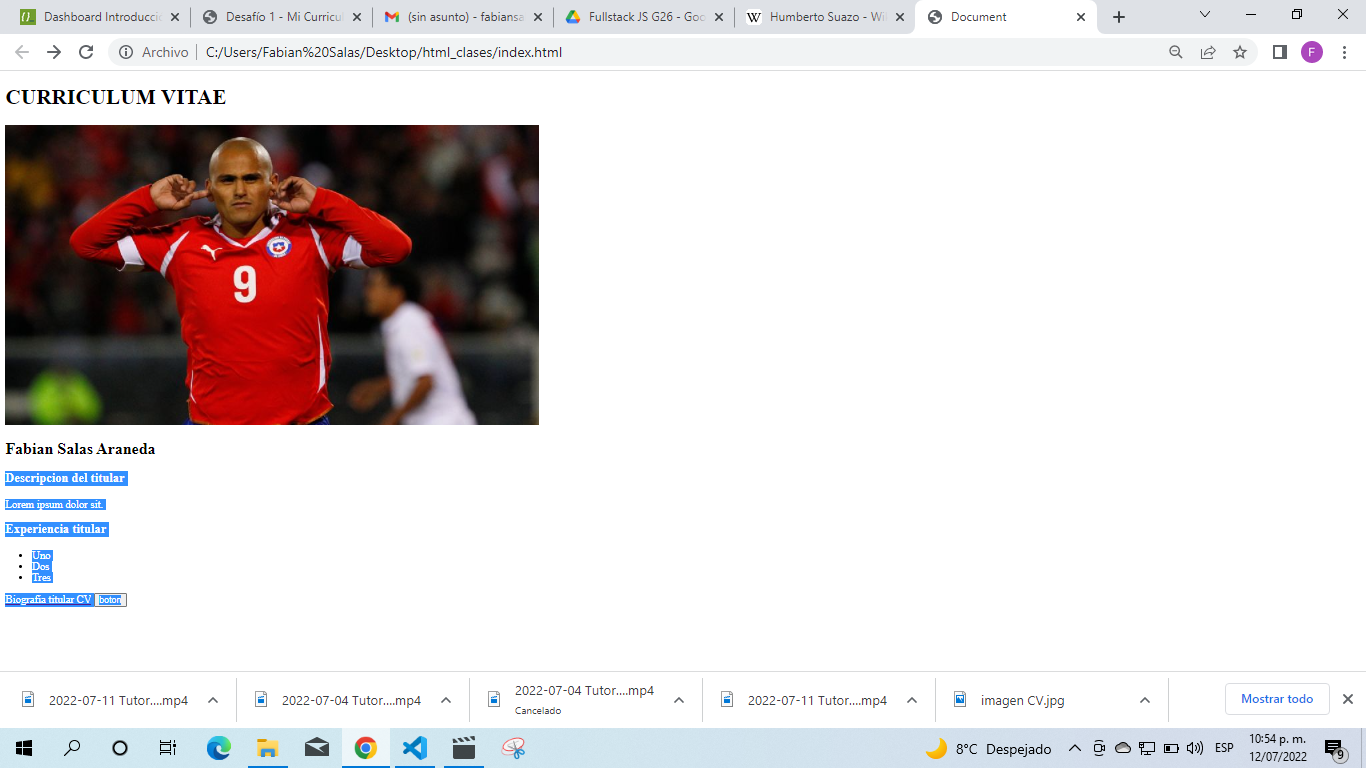 Dashboard Introducci
Desafío 1 - Mi Curricul
(sin asunto) - fabiansa
Fullstack JS G26 - Goo
Humberto Suazo - Wi
Document
Archivo
C:/Users/Fabian%20Salas/Desktop/html_clases/index.html
F
CURRICULUM VITAE
9
Fabian Salas Araneda
Descripcion del titular
Lorem ipsum dolor sit.
Experiencia titular
Uno
Dos
Tres
Biografia titular CV
boton
2022-07-11 Tutor....mp4
2022-07-04 Tutor....mp4
2022-07-04 Tutor....mp4
Cancelado
2022-07-11 Tutor....mp4
imagen CV.jpg
Mostrar todo
8°C Despejado
ESP
10:54 p. m.
12/07/2022
9